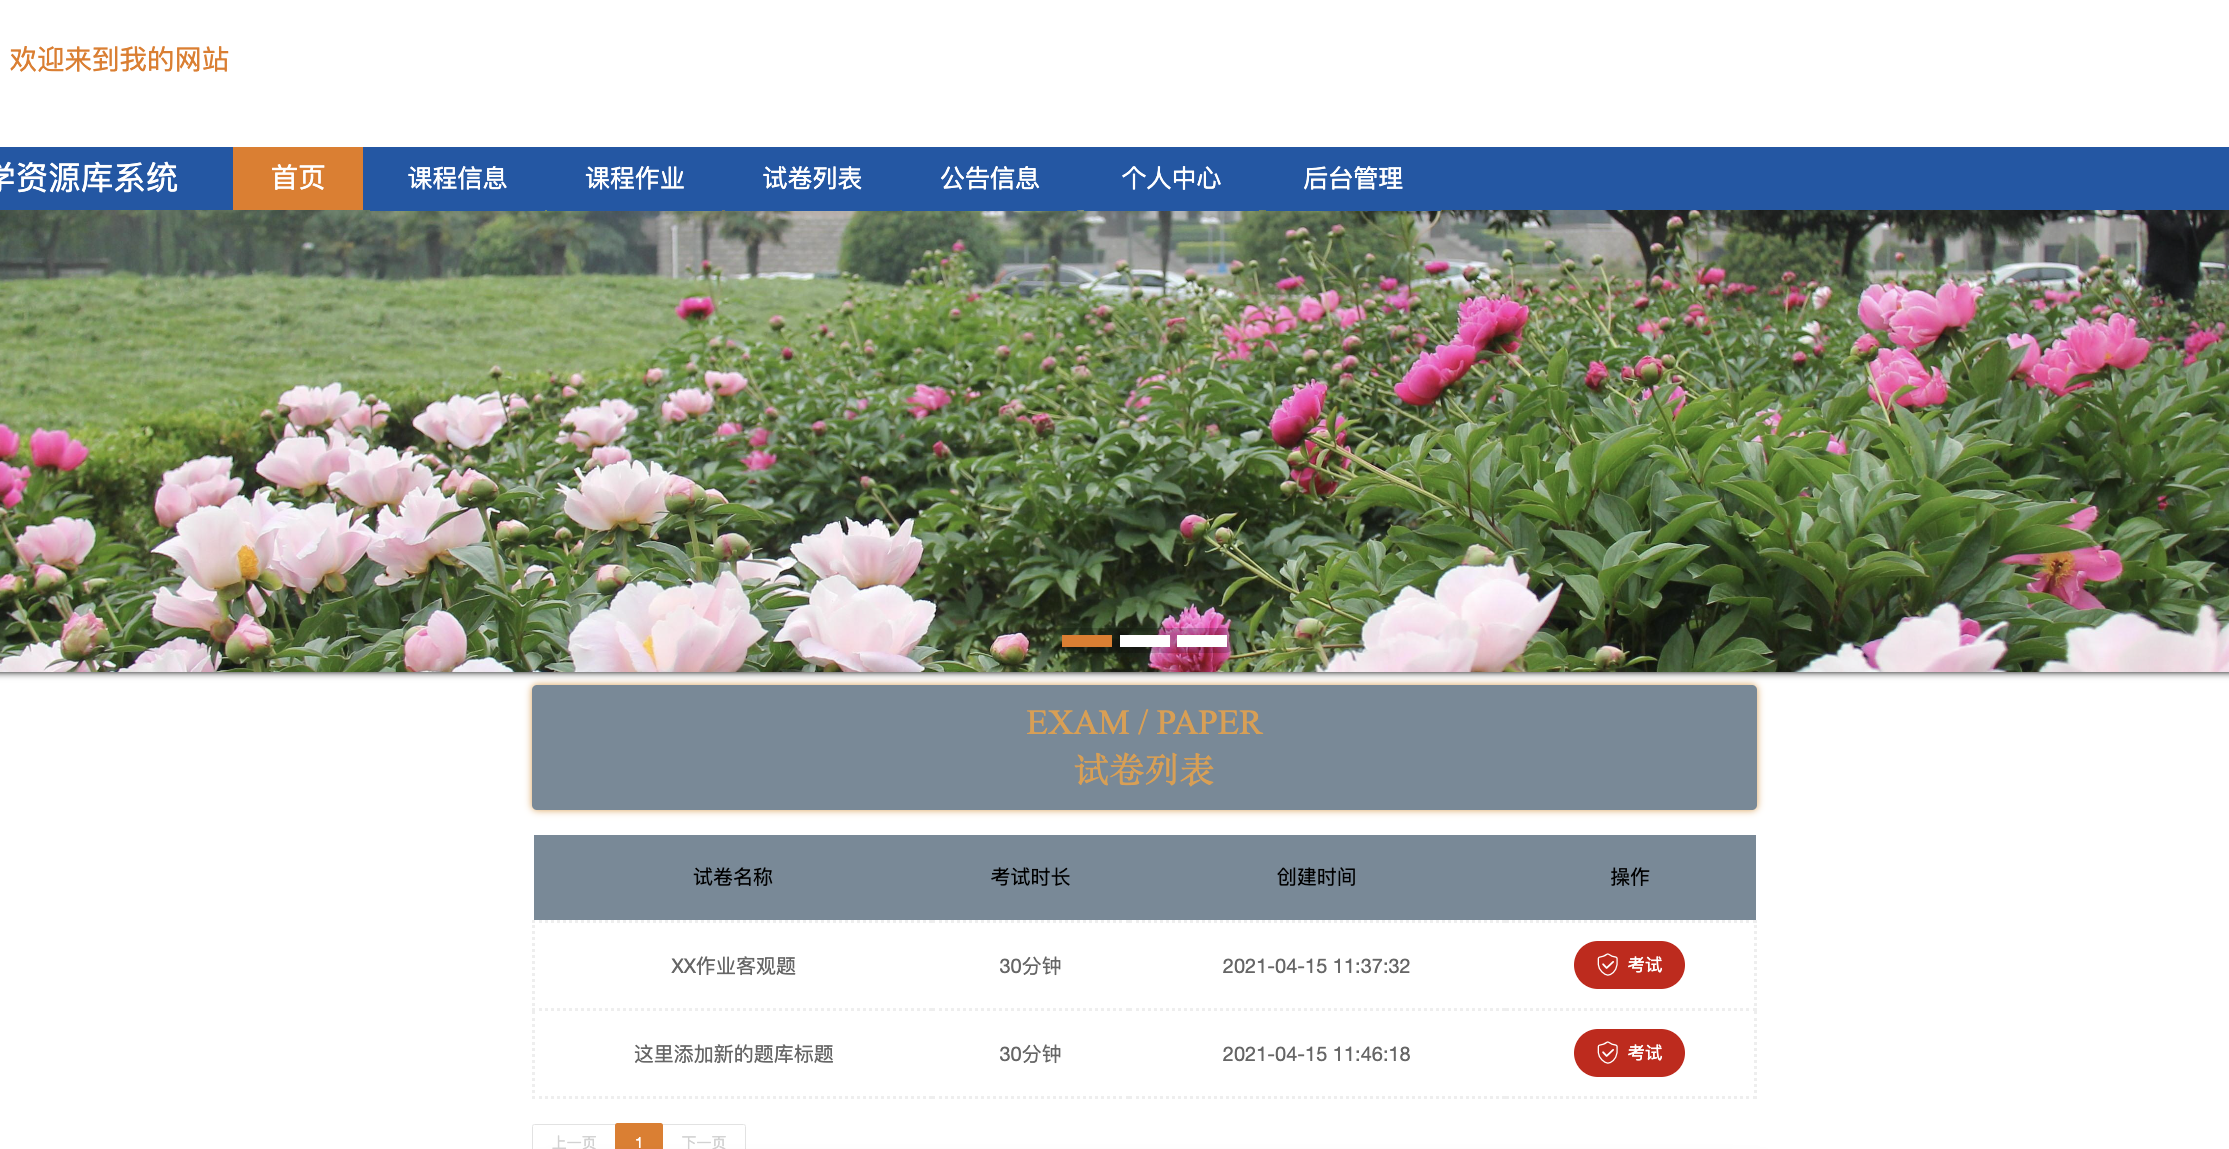 欢迎来到我的网站
学资源库系统 首页 课程信息 课程作业 试卷列表 公告信息 个人中心 后台管理
EXAM / PAPER
试卷列表
试卷名称 考试时长 创建时间 操作
XX作业客观题 30分钟 2021-04-15 11:37:32 考试
这里添加新的题库标题 30分钟 2021-04-15 11:46:18 考试
上一页 1 下一页